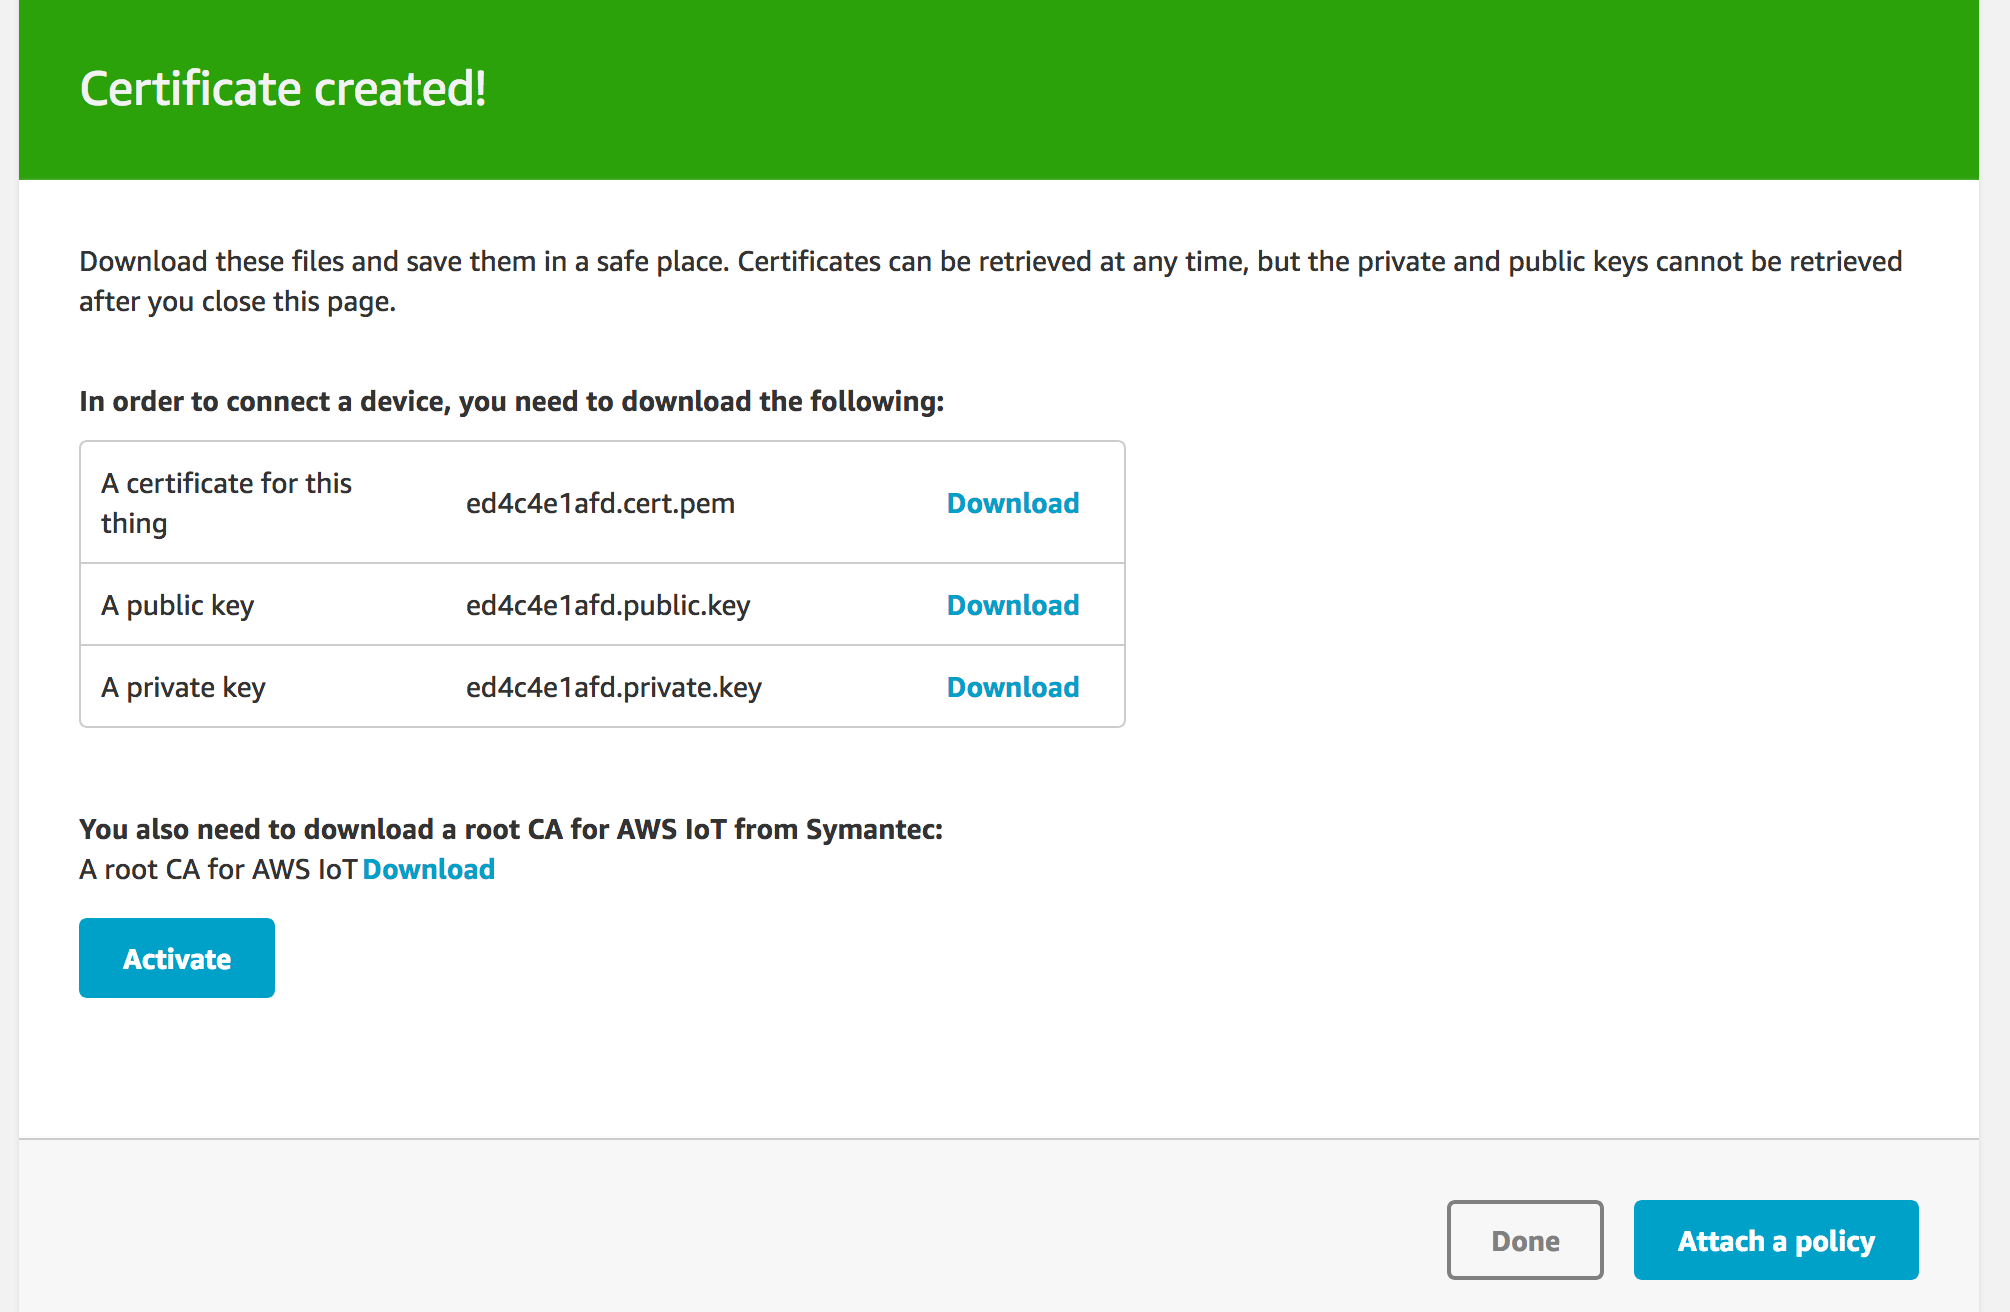 Certificate created!
Download these files and save them in a safe place. Certificates can be retrieved at any time, but the private and public keys cannot be retrieved
after you close this page.
In order to connect a device, you need to download the following:
A certificate for this
thing
ed4c4e1afd.cert.pem
Download
A public key
ed4c4e1afd.public.key
Download
A private key
ed4c4e1afd.private.key
Download
You also need to download a root CA for AWS IoT from Symantec:
A root CA for AWS IoT Download
Activate
Done
Attach a policy